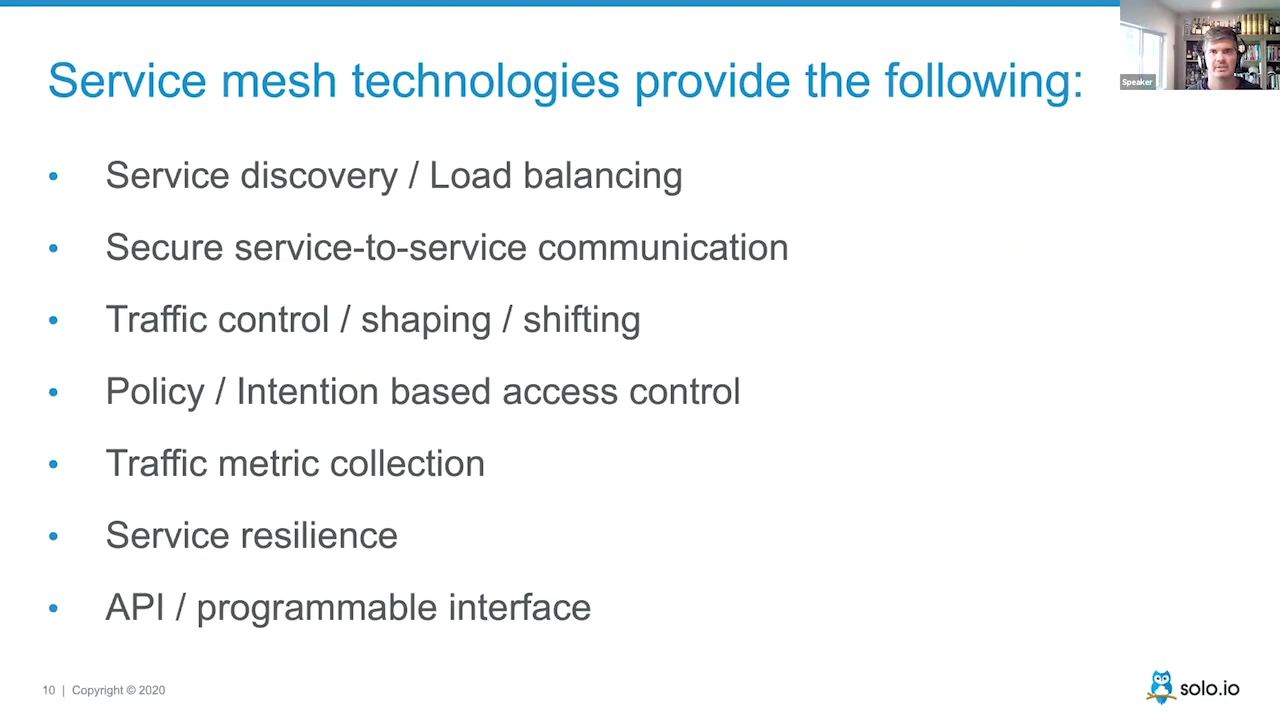 Service mesh technologies provide the following:
Speaker
• Service discovery / Load balancing
• Secure service-to-service communication
• Traffic control / shaping / shifting
• Policy / Intention based access control
• Traffic metric collection
• Service resilience
• API / programmable interface
10 | Copyright © 2020
solo.io